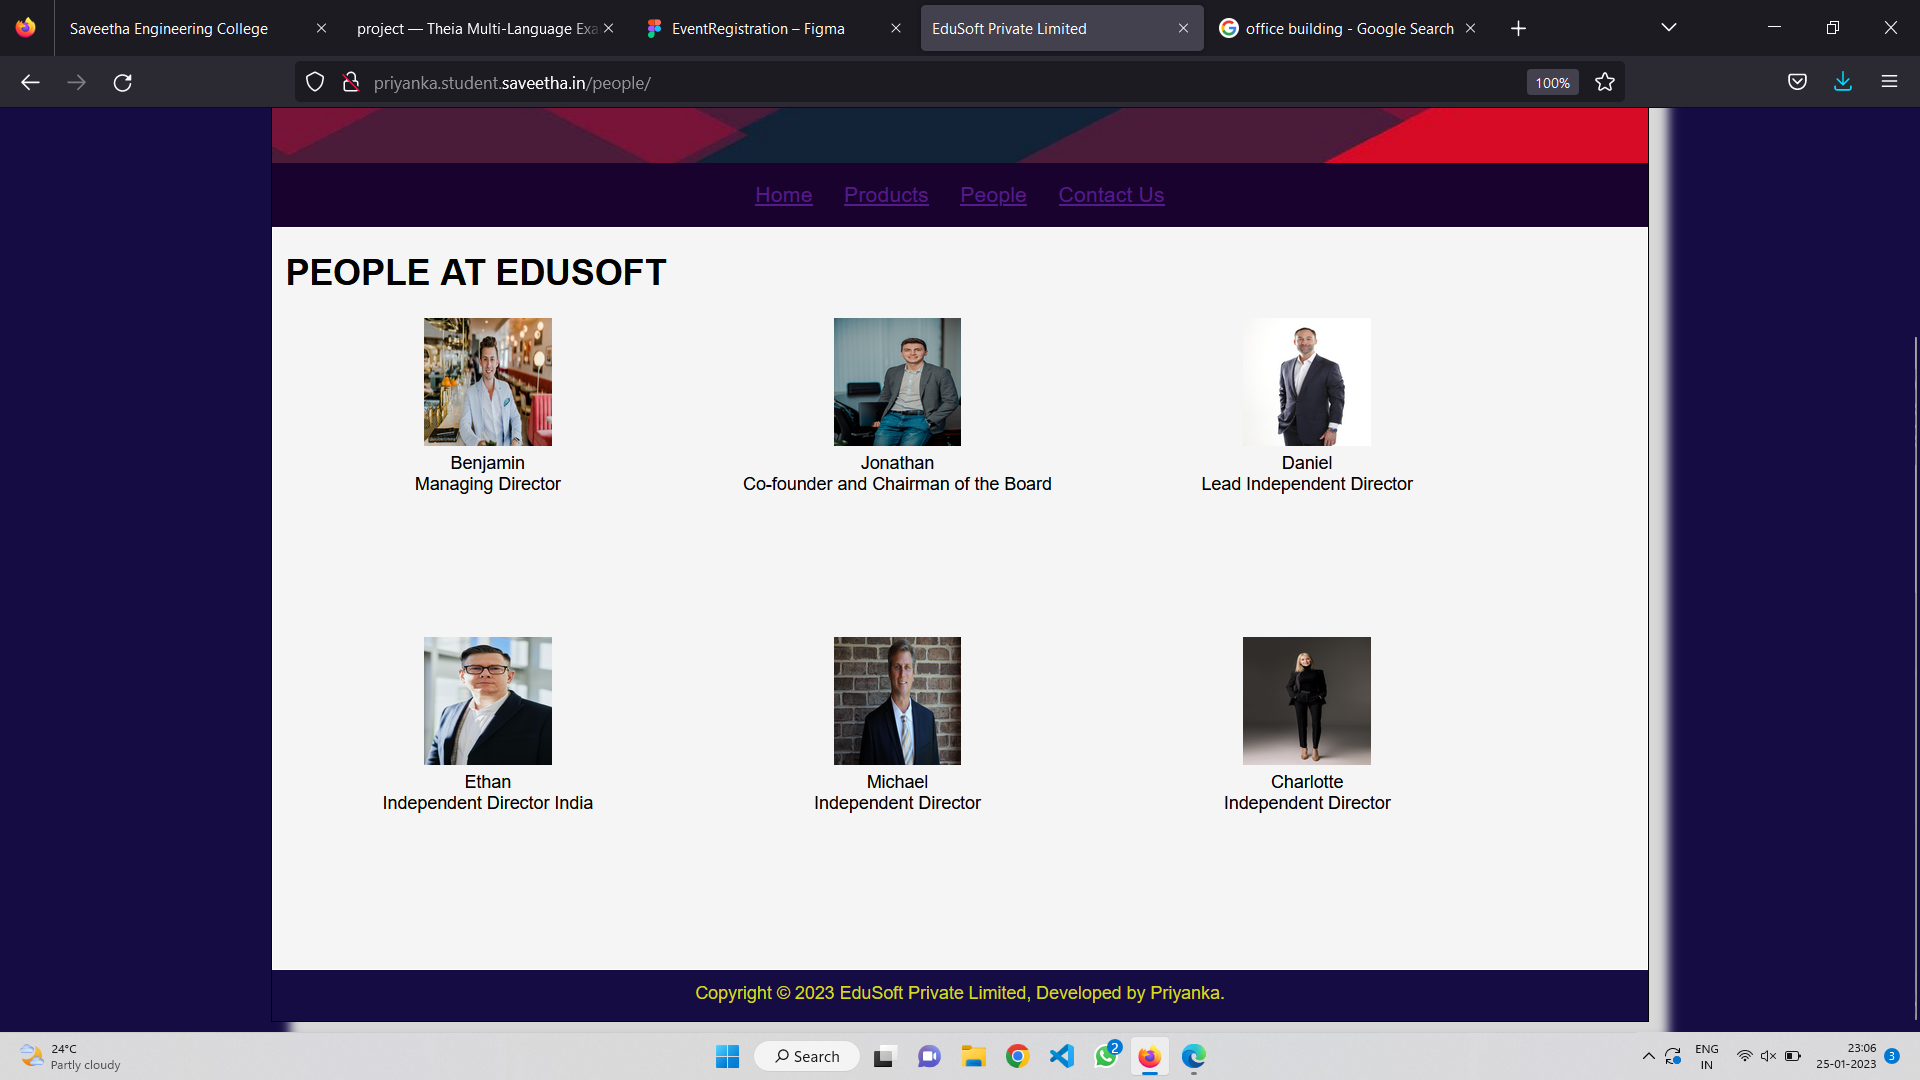 Saveetha Engineering College
project — Theia Multi-Language Exa
EventRegistration – Figma
EduSoft Private Limited
office building - Google Search
priyanka.student.saveetha.in/people/
100%
Home Products People Contact Us
PEOPLE AT EDUSOFT
Benjamin
Managing Director
Jonathan
Co-founder and Chairman of the Board
Daniel
Lead Independent Director
Ethan
Independent Director India
Michael
Independent Director
Charlotte
Independent Director
Copyright © 2023 EduSoft Private Limited, Developed by Priyanka.
24°C
Partly cloudy
Search
2
ENG
IN
23:06
25-01-2023
3